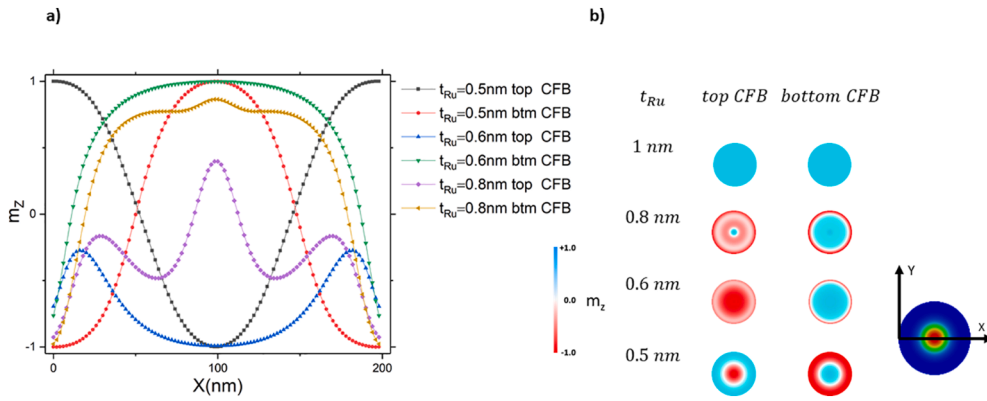 a)
b)
1
0
-1
m_z
0
100
200
X(nm)
t_Ru=0.5nm top CFB
t_Ru=0.5nm btm CFB
t_Ru=0.6nm top CFB
t_Ru=0.6nm btm CFB
t_Ru=0.8nm top CFB
t_Ru=0.8nm btm CFB
+1.0
0.0
-1.0
m_z
t_Ru top CFB bottom CFB
1 nm
0.8 nm
0.6 nm
0.5 nm
Y
X